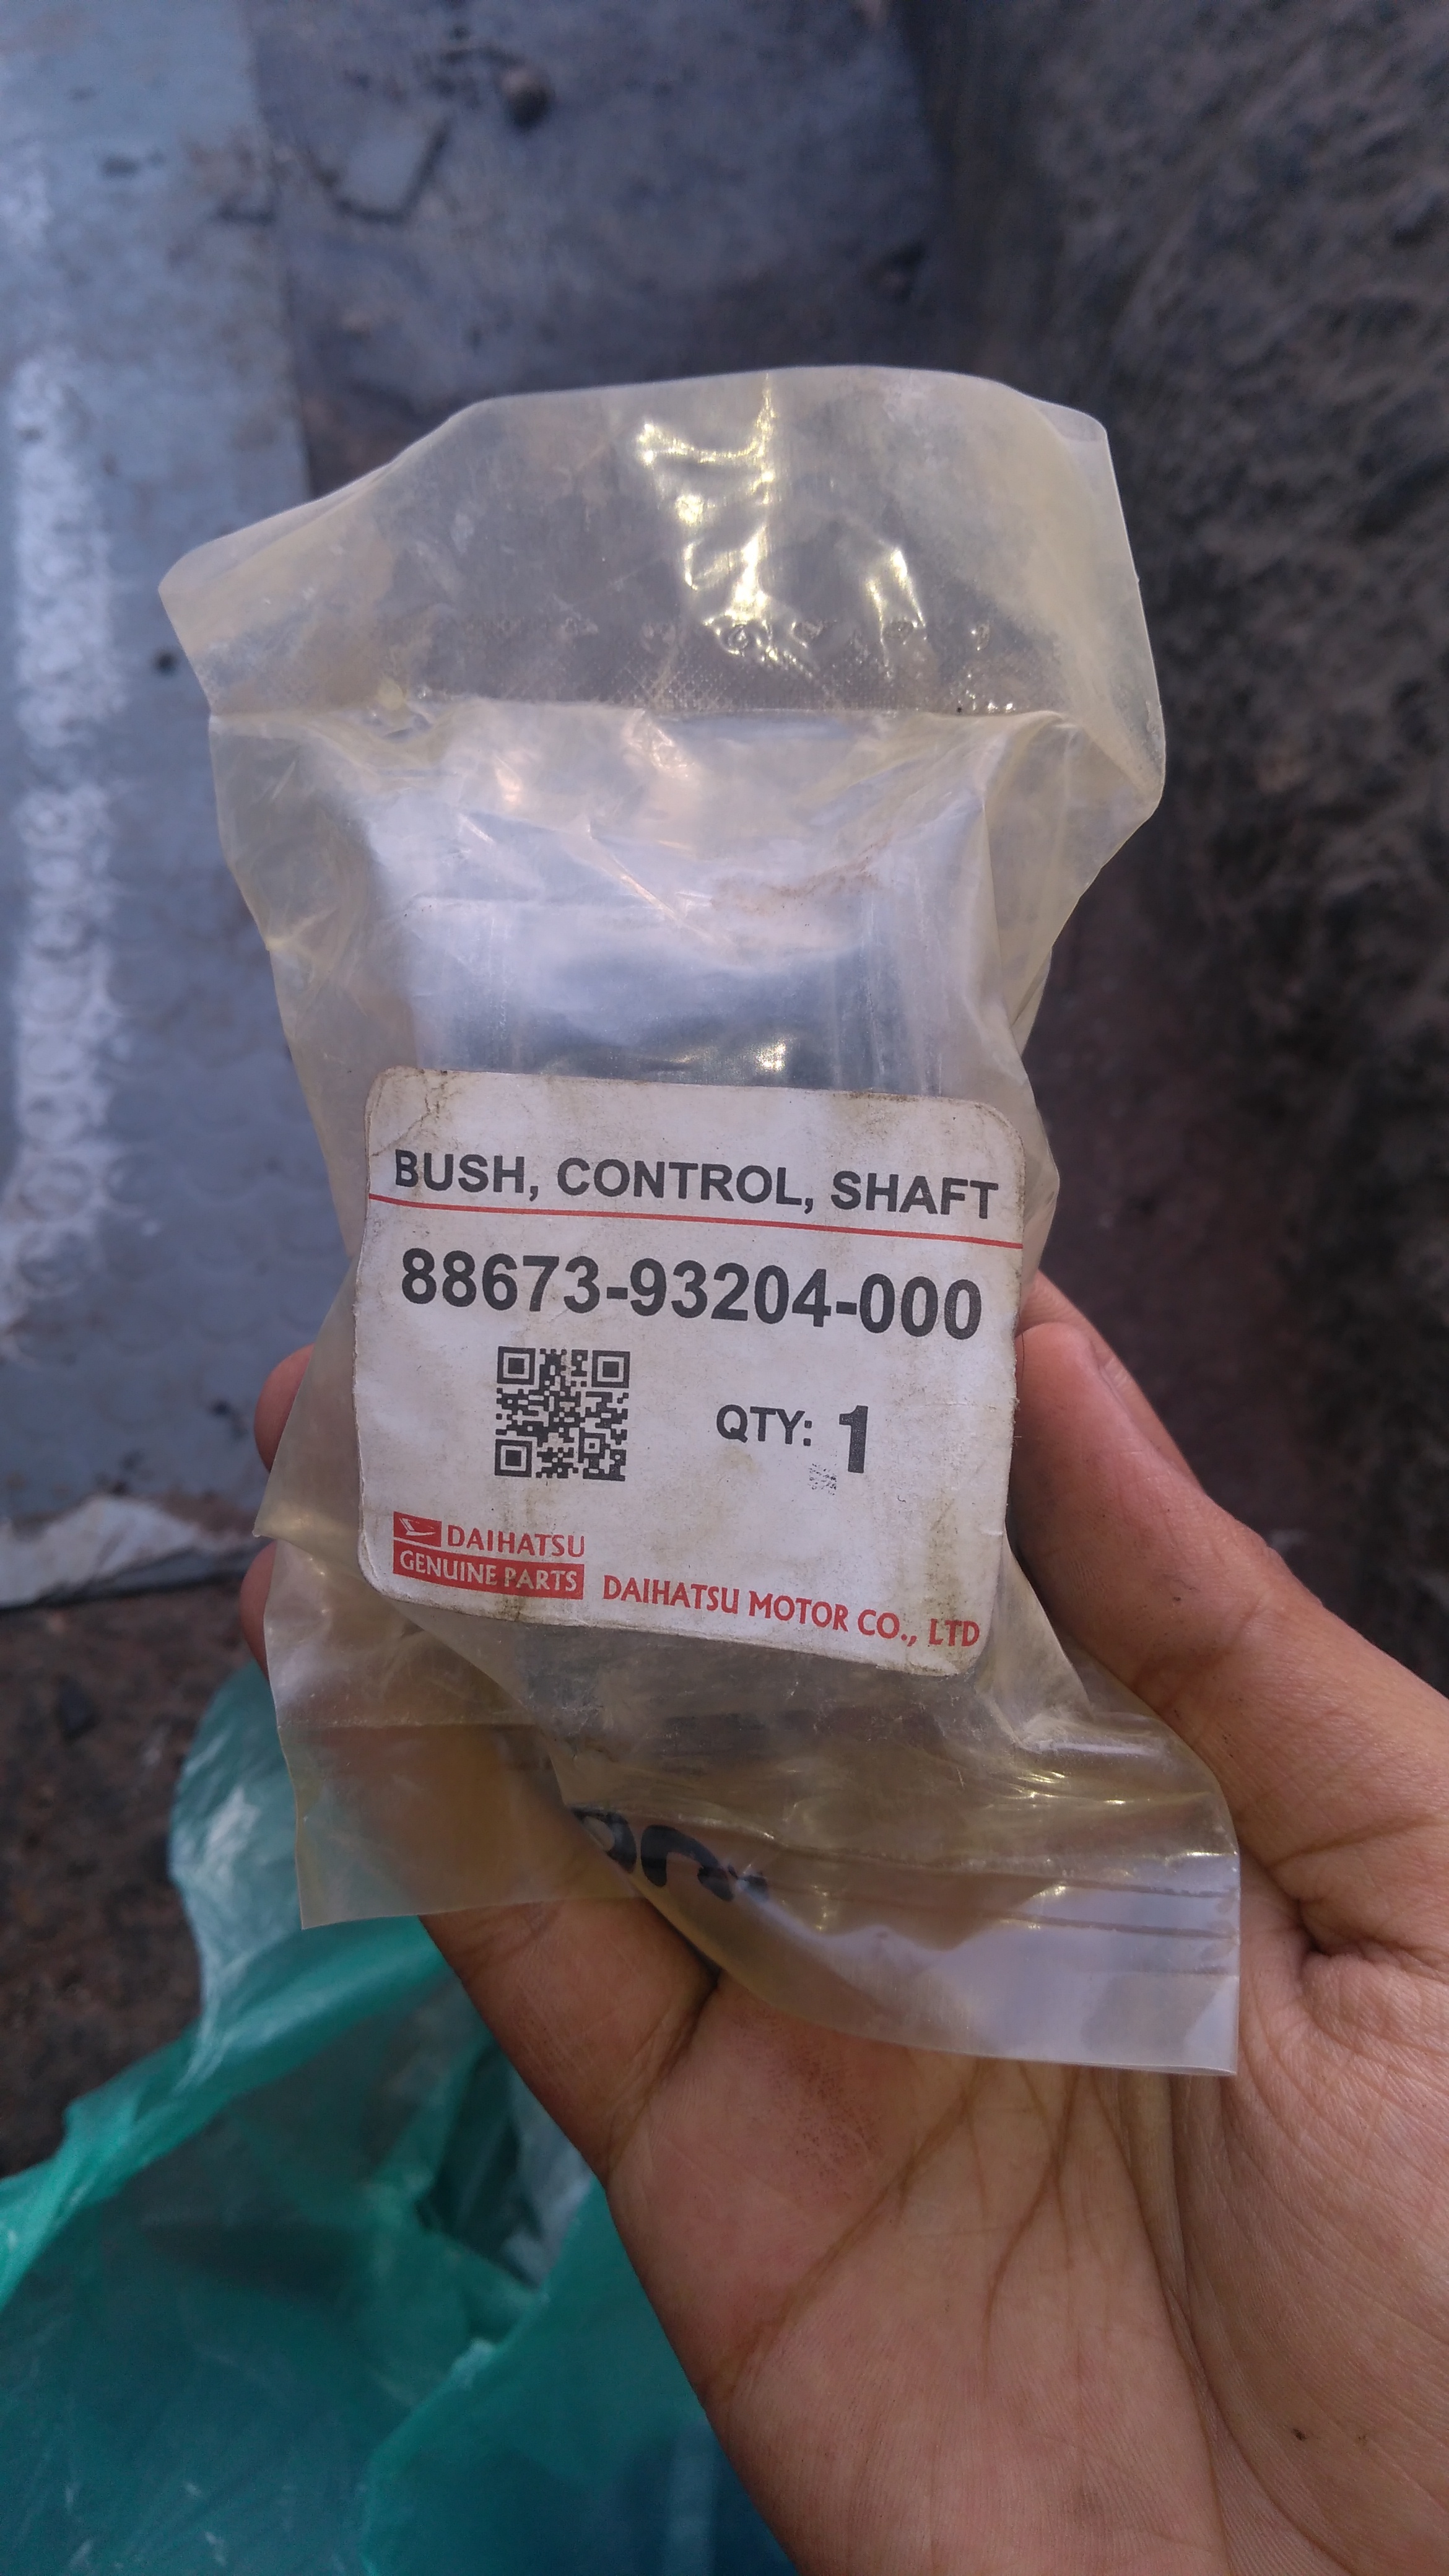 BUSH, CONTROL, SHAFT
88673-93204-000
QTY: 1
DAIHATSU
GENUINE PARTS
DAIHATSU MOTOR CO., LTD